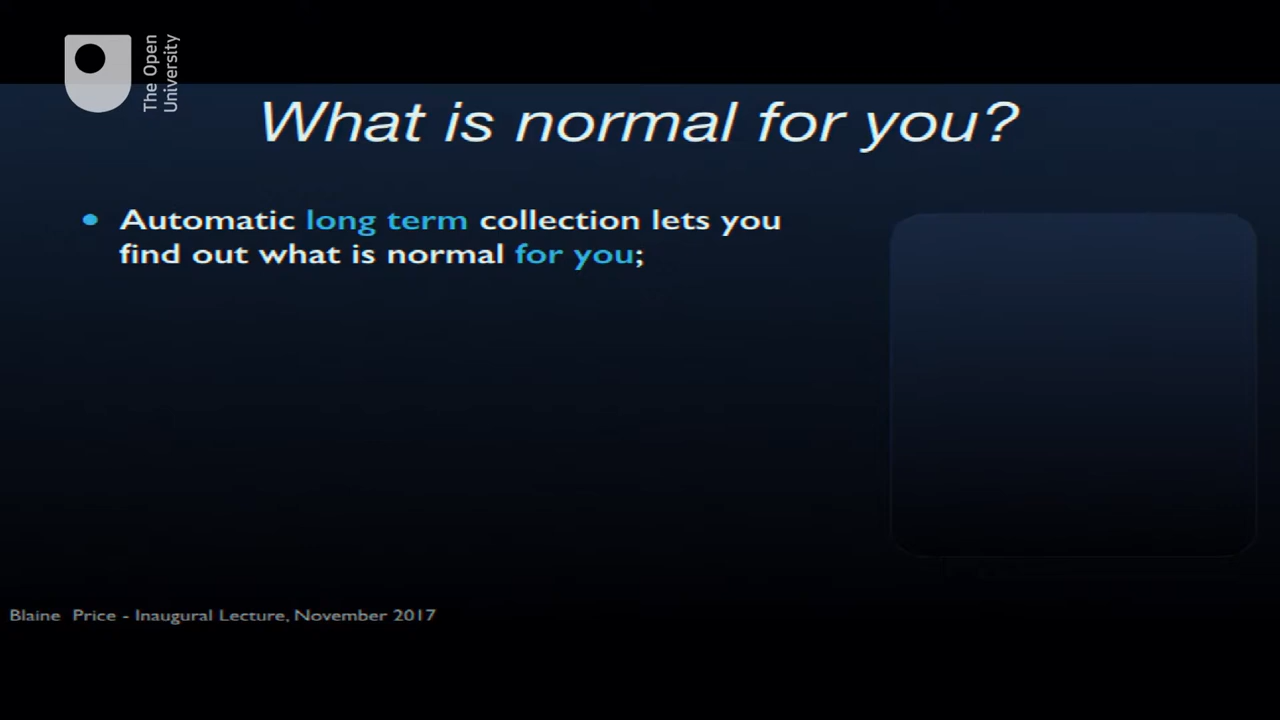 The Open
University
What is normal for you?
• Automatic long term collection lets you
find out what is normal for you;
Blaine Price - Inaugural Lecture, November 2017